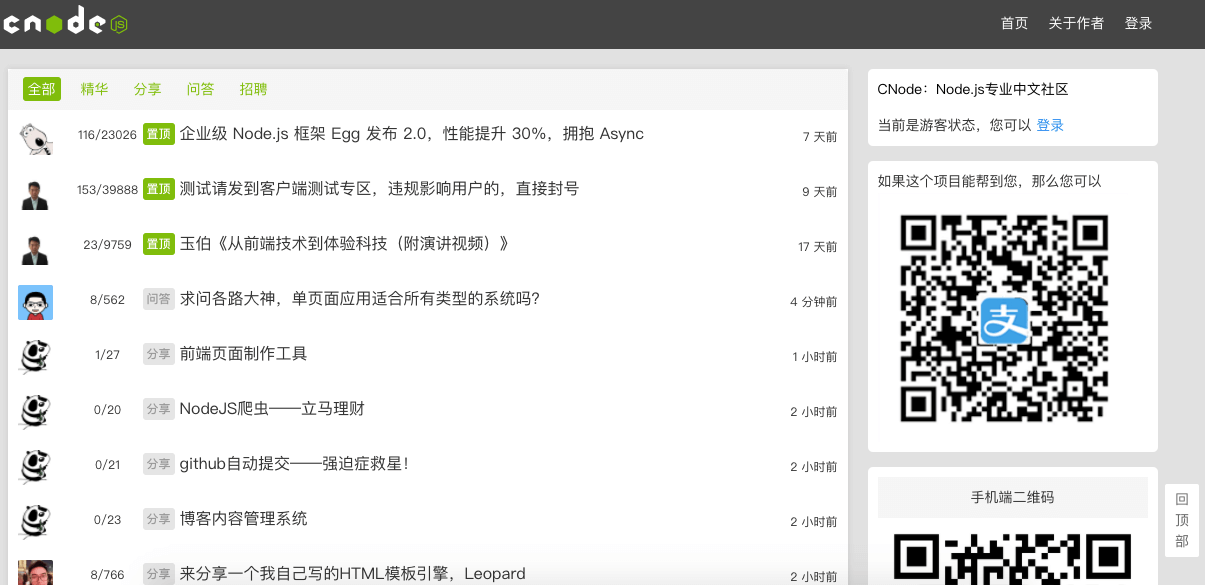 cnode JS
首页 关于作者 登录
全部 精华 分享 问答 招聘
116/23026 置顶 企业级 Node.js 框架 Egg 发布 2.0，性能提升 30%，拥抱 Async 7 天前
153/39888 置顶 测试请发到客户端测试专区，违规影响用户的，直接封号 9 天前
23/9759 置顶 玉伯《从前端技术到体验科技（附演讲视频）》 17 天前
8/562 问答 求问各路大神，单页面应用适合所有类型的系统吗？ 4 分钟前
1/27 分享 前端页面制作工具 1 小时前
0/20 分享 NodeJS爬虫——立马理财 2 小时前
0/21 分享 github自动提交——强迫症救星！ 2 小时前
0/23 分享 博客内容管理系统 2 小时前
8/766 分享 来分享一个我自己写的HTML模板引擎，Leopard 2 小时前
CNode：Node.js专业中文社区
当前是游客状态，您可以 登录
如果这个项目能帮到您，那么您可以
支
手机端二维码
回
顶
部